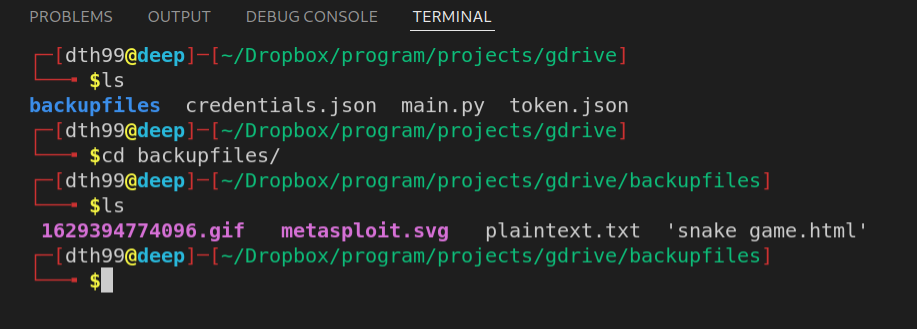 PROBLEMS OUTPUT DEBUG CONSOLE TERMINAL
┌─[dth99@deep]─[~/Dropbox/program/projects/gdrive]
└──╼ $ls
backupfiles credentials.json main.py token.json
┌─[dth99@deep]─[~/Dropbox/program/projects/gdrive]
└──╼ $cd backupfiles/
┌─[dth99@deep]─[~/Dropbox/program/projects/gdrive/backupfiles]
└──╼ $ls
1629394774096.gif metasploit.svg plaintext.txt 'snake game.html'
┌─[dth99@deep]─[~/Dropbox/program/projects/gdrive/backupfiles]
└──╼ $